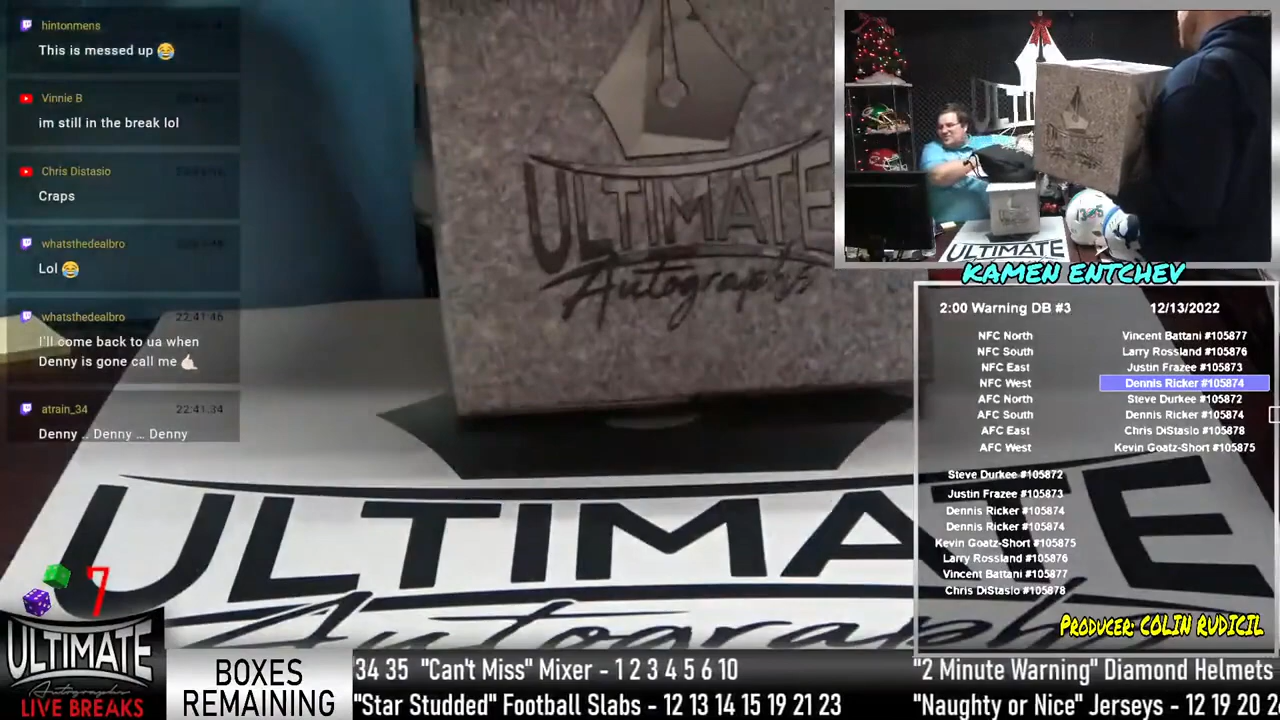 hintonmens
This is messed up 😂
Vinnie B
im still in the break lol
Chris Distasio
Craps
whatsthedealbro
Lol 😂
whatsthedealbro 22:41:46
I'll come back to ua when
Denny is gone call me 🤙🏻
atrain_34 22:41:34
Denny .. Denny ... Denny
ULTIMATE
Autographs
ULTIMATE
Autograph
ULTIMATE
KAMEN ENTCHEV
2:00 Warning DB #3 12/13/2022
NFC North Vincent Battani #105877
NFC South Larry Rossland #105876
NFC East Justin Frazee #105873
NFC West Dennis Ricker #105874
AFC North Steve Durkee #105872
AFC South Dennis Ricker #105874
AFC East Chris DiStasio #105878
AFC West Kevin Goatz-Short #105875
Steve Durkee #105872
Justin Frazee #105873
Dennis Ricker #105874
Dennis Ricker #105874
Kevin Goatz-Short #105875
Larry Rossland #105876
Vincent Battani #105877
Chris DiStasio #105878
PRODUCER: COLIN RUDICIL
7
ULTIMATE
Autographs
LIVE BREAKS
BOXES
REMAINING
34 35 "Can't Miss" Mixer - 1 2 3 4 5 6 10 "2 Minute Warning" Diamond Helmets
"Star Studded" Football Slabs - 12 13 14 15 19 21 23 "Naughty or Nice" Jerseys - 12 19 20 2